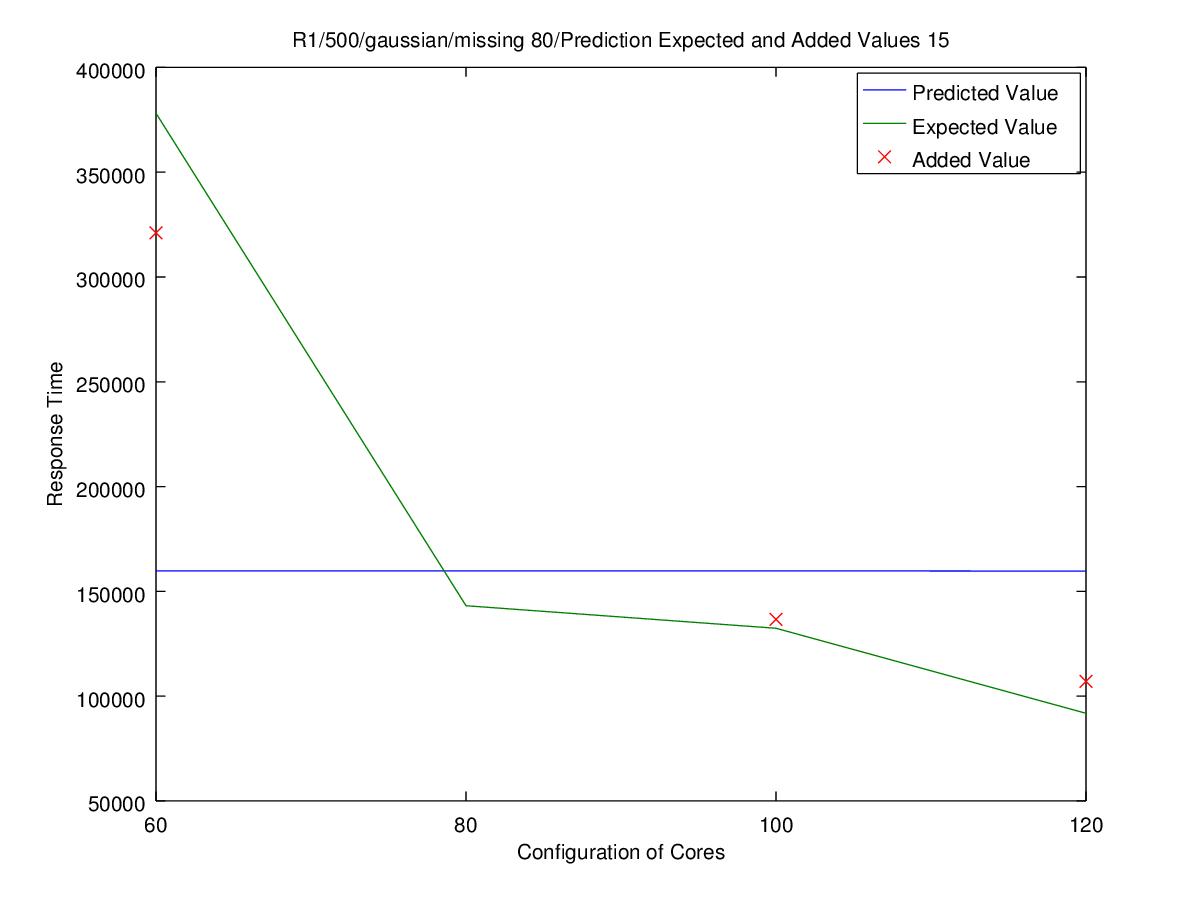 R1/500/gaussian/missing 80/Prediction Expected and Added Values 15
400000
350000
300000
250000
200000
150000
100000
50000
Response Time
Predicted Value
Expected Value
Added Value
60 80 100 120
Configuration of Cores